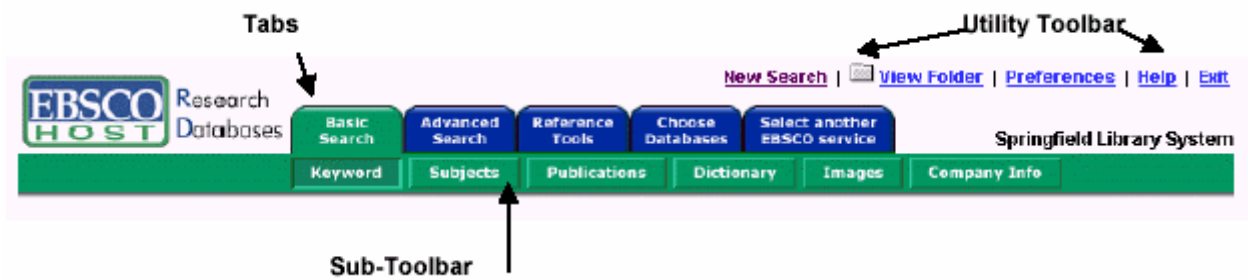 Tabs
Utility Toolbar
New Search | View Folder | Preferences | Help | Exit
EBSCO HOST Research Databases
Basic Search
Advanced Search
Reference Tools
Choose Databases
Select another EBSCO service
Springfield Library System
Keyword Subjects Publications Dictionary Images Company Info
Sub-Toolbar